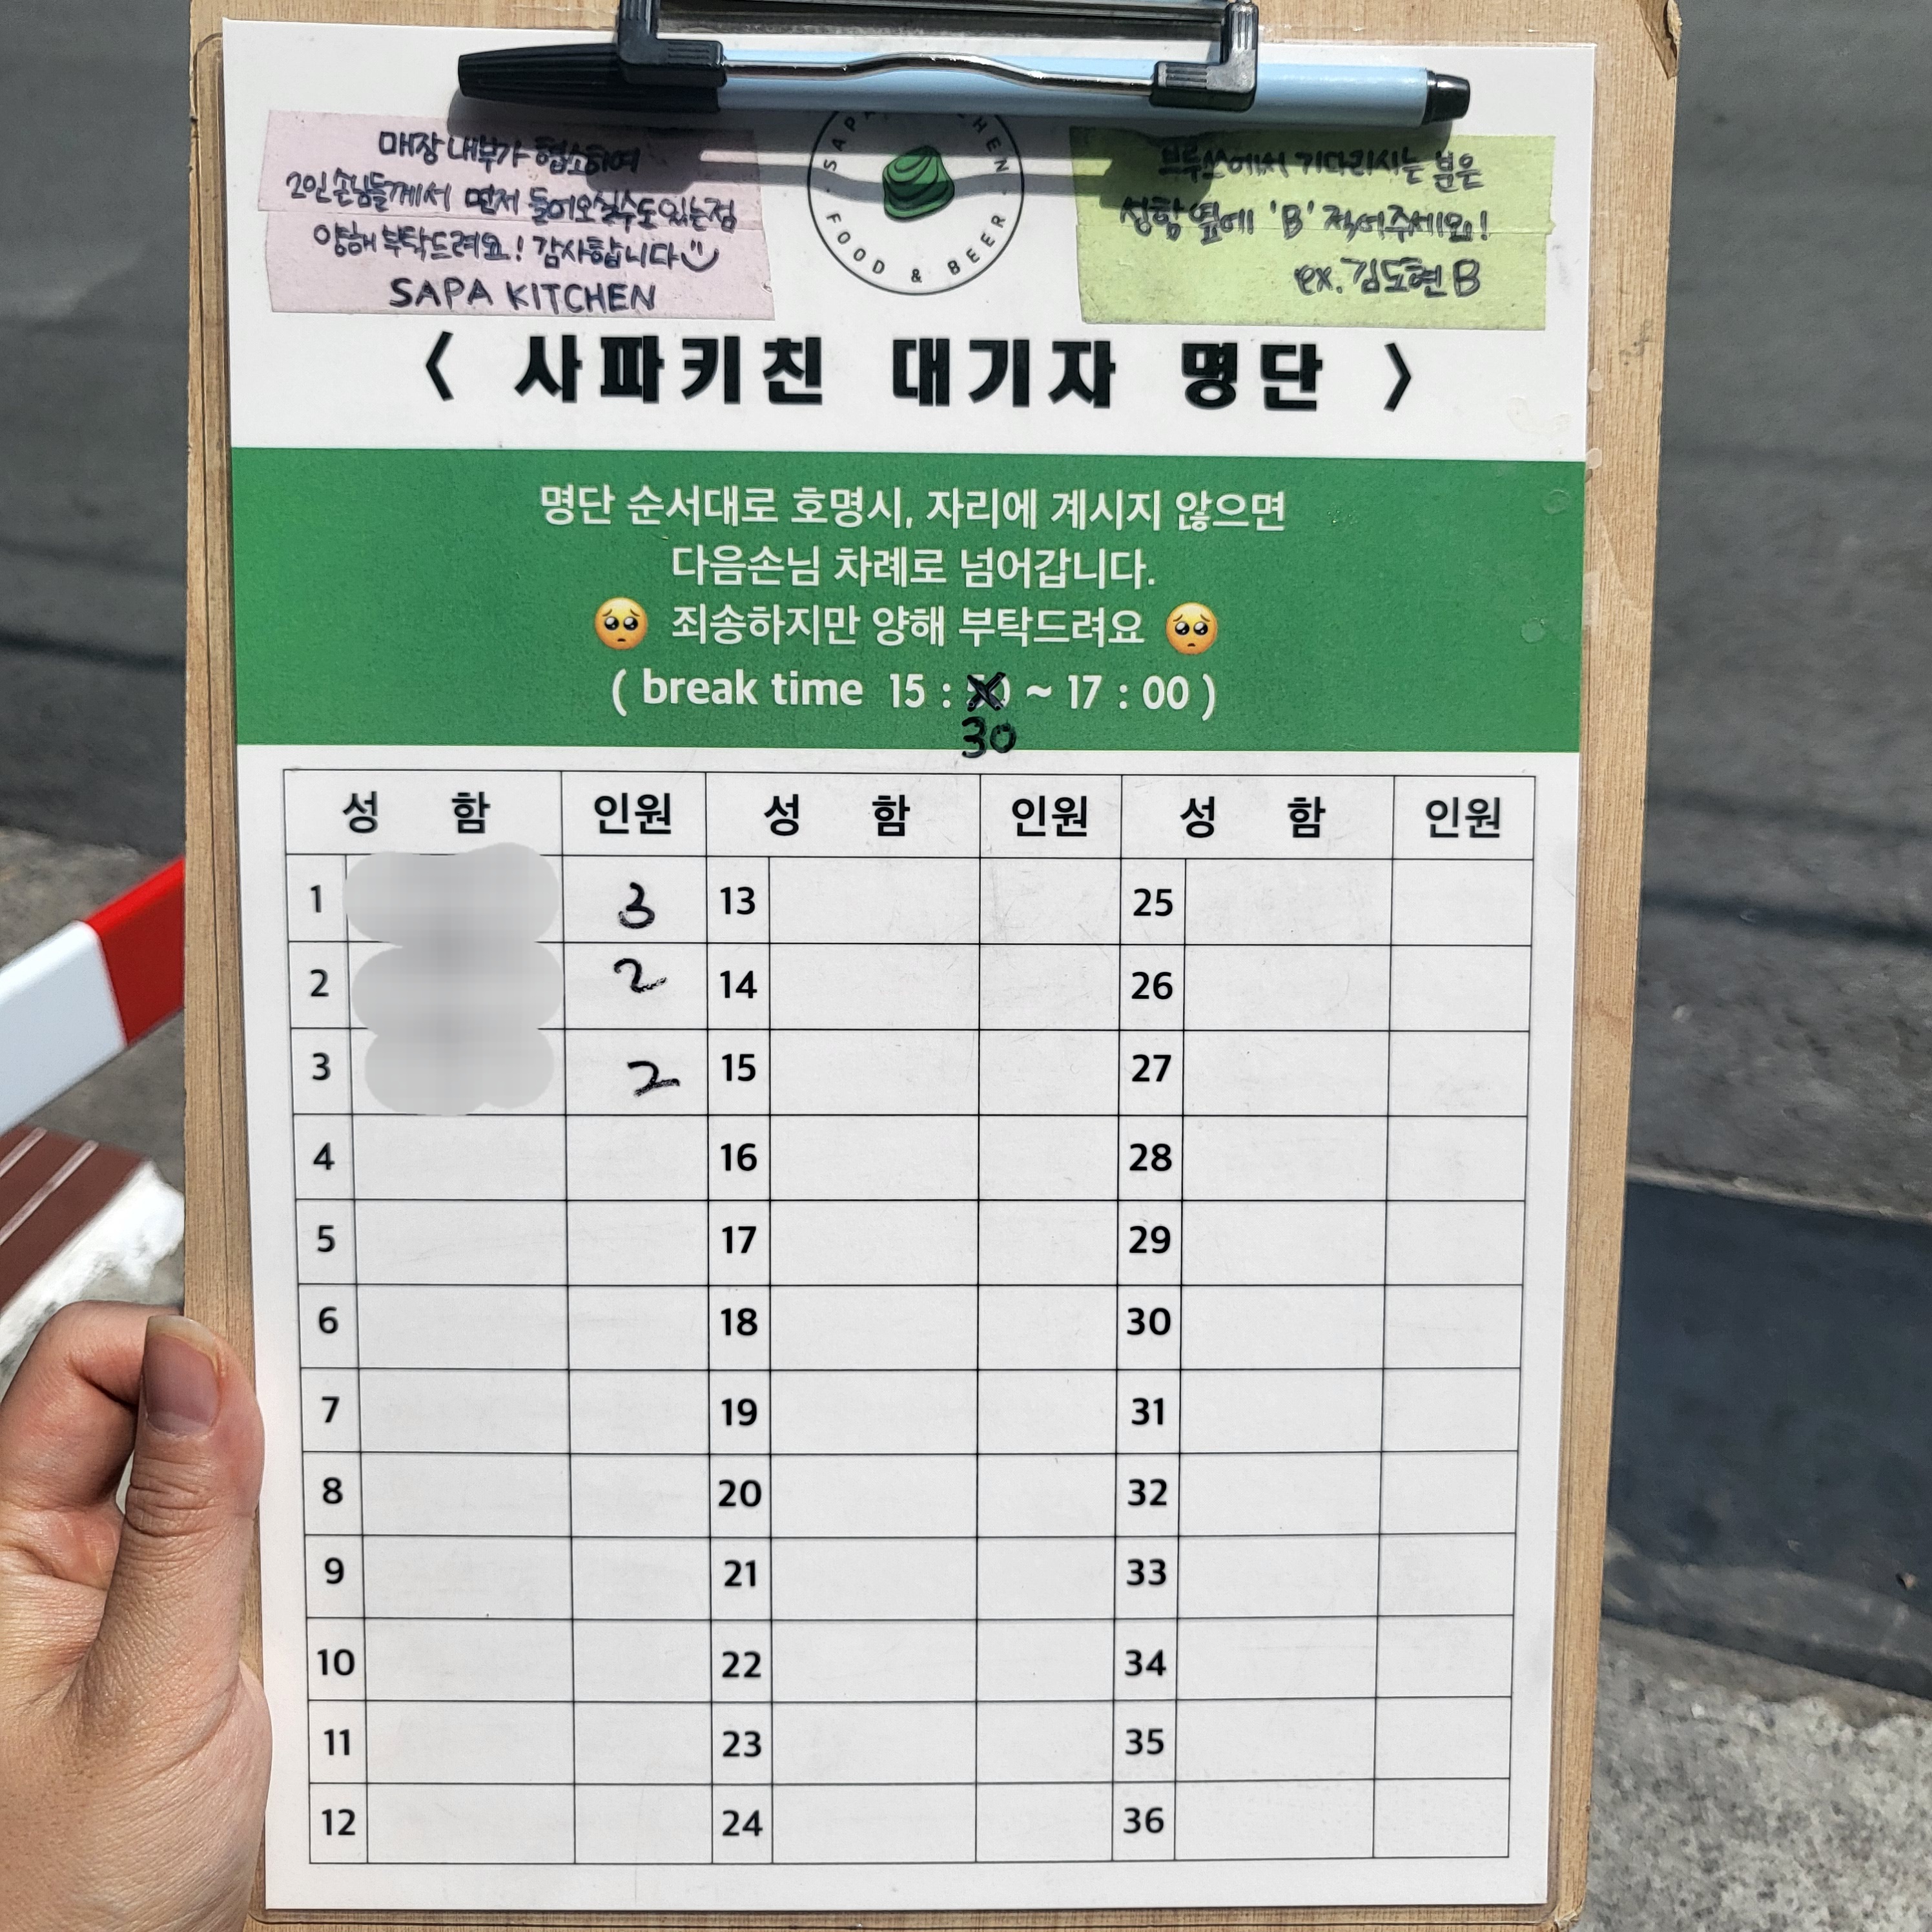 매장 내부가 협소하여
2인 손님들께서 먼저 들어오실수도 있는점
양해 부탁드려요! 감사합니다
SAPA KITCHEN
FOOD & BEER
브루쓰에서 기다리시는 분은
성함 옆에 'B' 적어주세요!
ex. 김도현 B
〈 사파키친 대기자 명단 〉
명단 순서대로 호명시, 자리에 계시지 않으면
다음손님 차례로 넘어갑니다.
🥺 죄송하지만 양해 부탁드려요 🥺
( break time 15 : ~ 17 : 00 )
30
성 함 인원 성 함 인원 성 함 인원
1 3 13 25
2 2 14 26
3 2 15 27
4 16 28
5 17 29
6 18 30
7 19 31
8 20 32
9 21 33
10 22 34
11 23 35
12 24 36